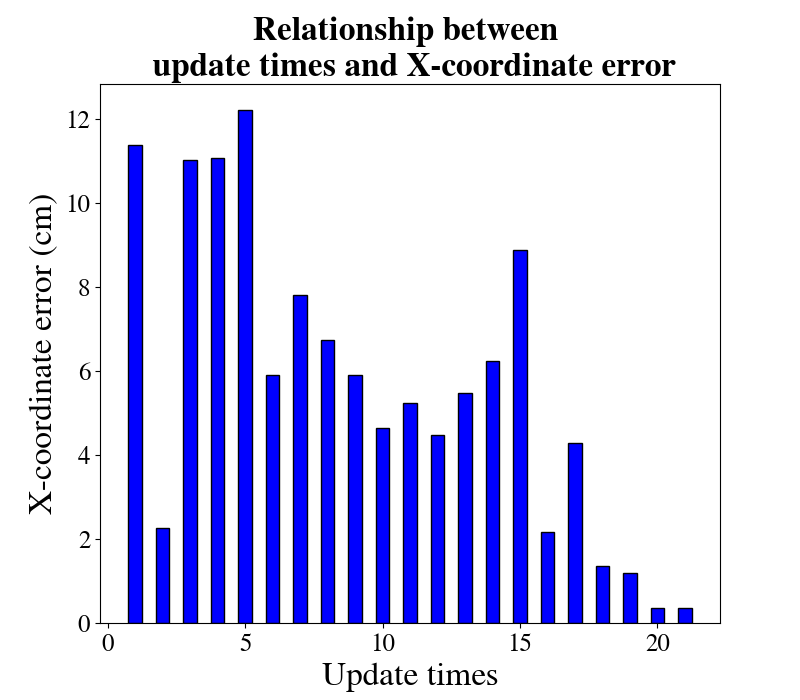 Relationship between
update times and X-coordinate error
X-coordinate error (cm)
12
10
8
6
4
2
0
0 5 10 15 20
Update times